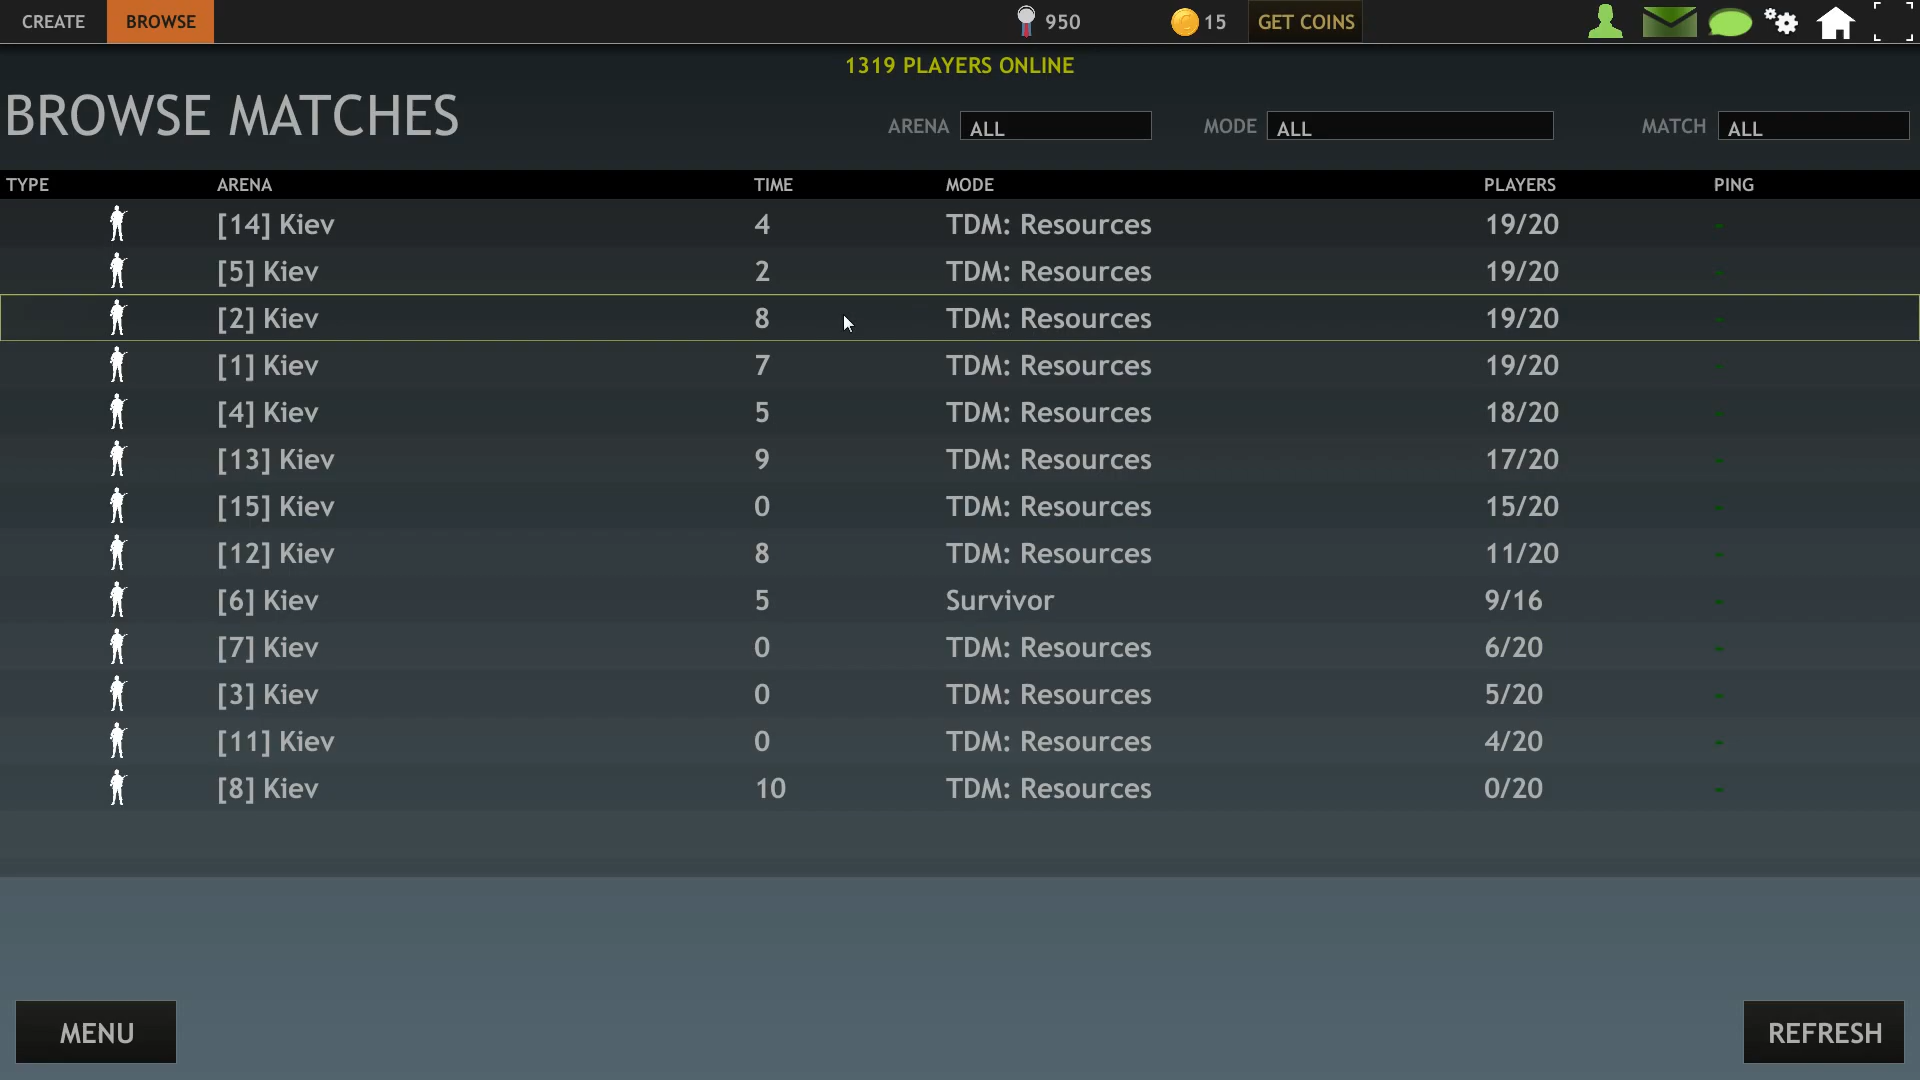 CREATE BROWSE 950 15 GET COINS
1319 PLAYERS ONLINE
BROWSE MATCHES ARENA ALL MODE ALL MATCH ALL
TYPE ARENA TIME MODE PLAYERS PING
[14] Kiev 4 TDM: Resources 19/20 -
[5] Kiev 2 TDM: Resources 19/20 -
[2] Kiev 8 TDM: Resources 19/20 -
[1] Kiev 7 TDM: Resources 19/20 -
[4] Kiev 5 TDM: Resources 18/20 -
[13] Kiev 9 TDM: Resources 17/20 -
[15] Kiev 0 TDM: Resources 15/20 -
[12] Kiev 8 TDM: Resources 11/20 -
[6] Kiev 5 Survivor 9/16 -
[7] Kiev 0 TDM: Resources 6/20 -
[3] Kiev 0 TDM: Resources 5/20 -
[11] Kiev 0 TDM: Resources 4/20 -
[8] Kiev 10 TDM: Resources 0/20 -
MENU REFRESH